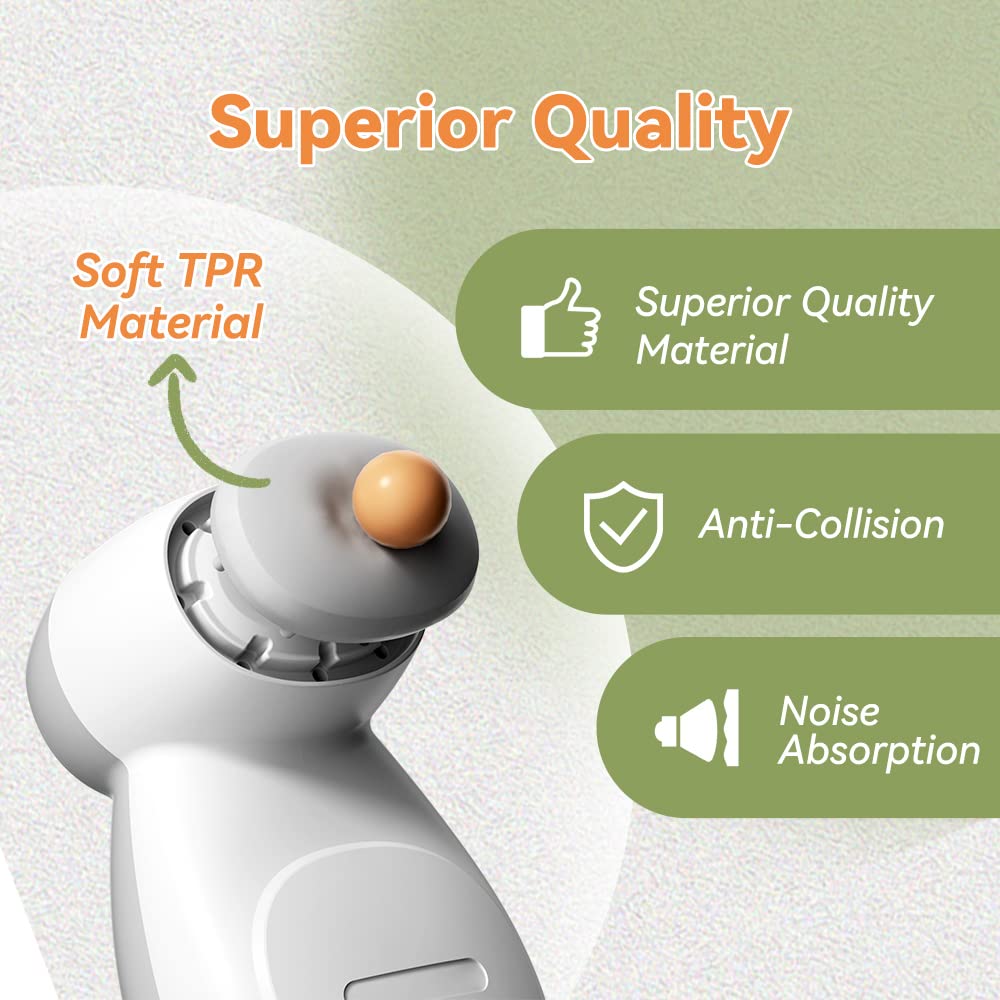 Superior Quality
Soft TPR
Material
Superior Quality
Material
Anti-Collision
Noise
Absorption